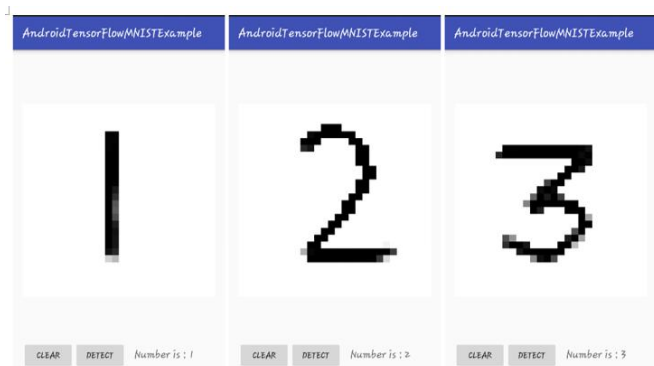 AndroidTensorFlowMNISTExample
1
CLEAR DETECT Number is : 1
AndroidTensorFlowMNISTExample
2
CLEAR DETECT Number is : 2
AndroidTensorFlowMNISTExample
3
CLEAR DETECT Number is : 3